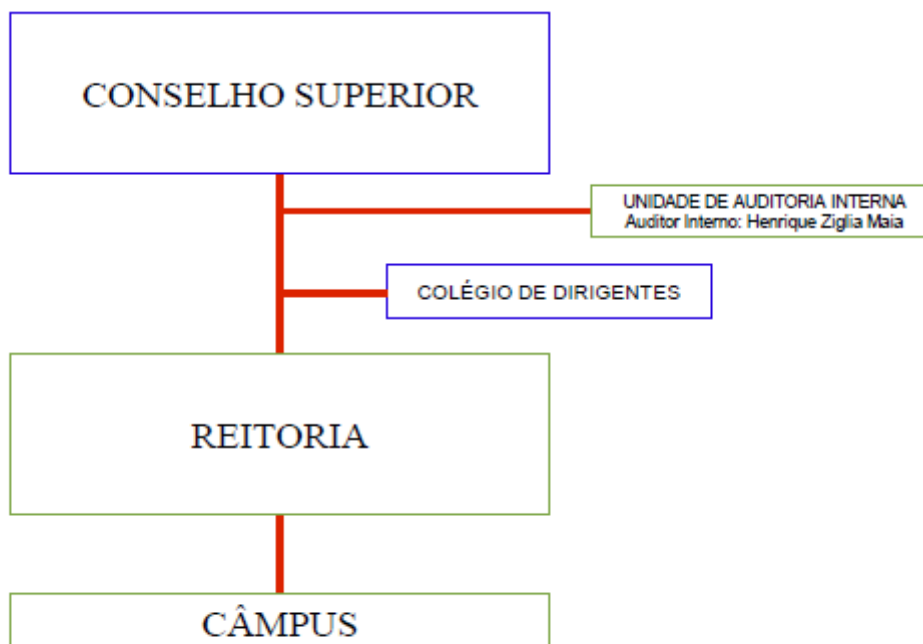 CONSELHO SUPERIOR
UNIDADE DE AUDITORIA INTERNA
Auditor Interno: Henrique Ziglia Maia
COLÉGIO DE DIRIGENTES
REITORIA
CÂMPUS